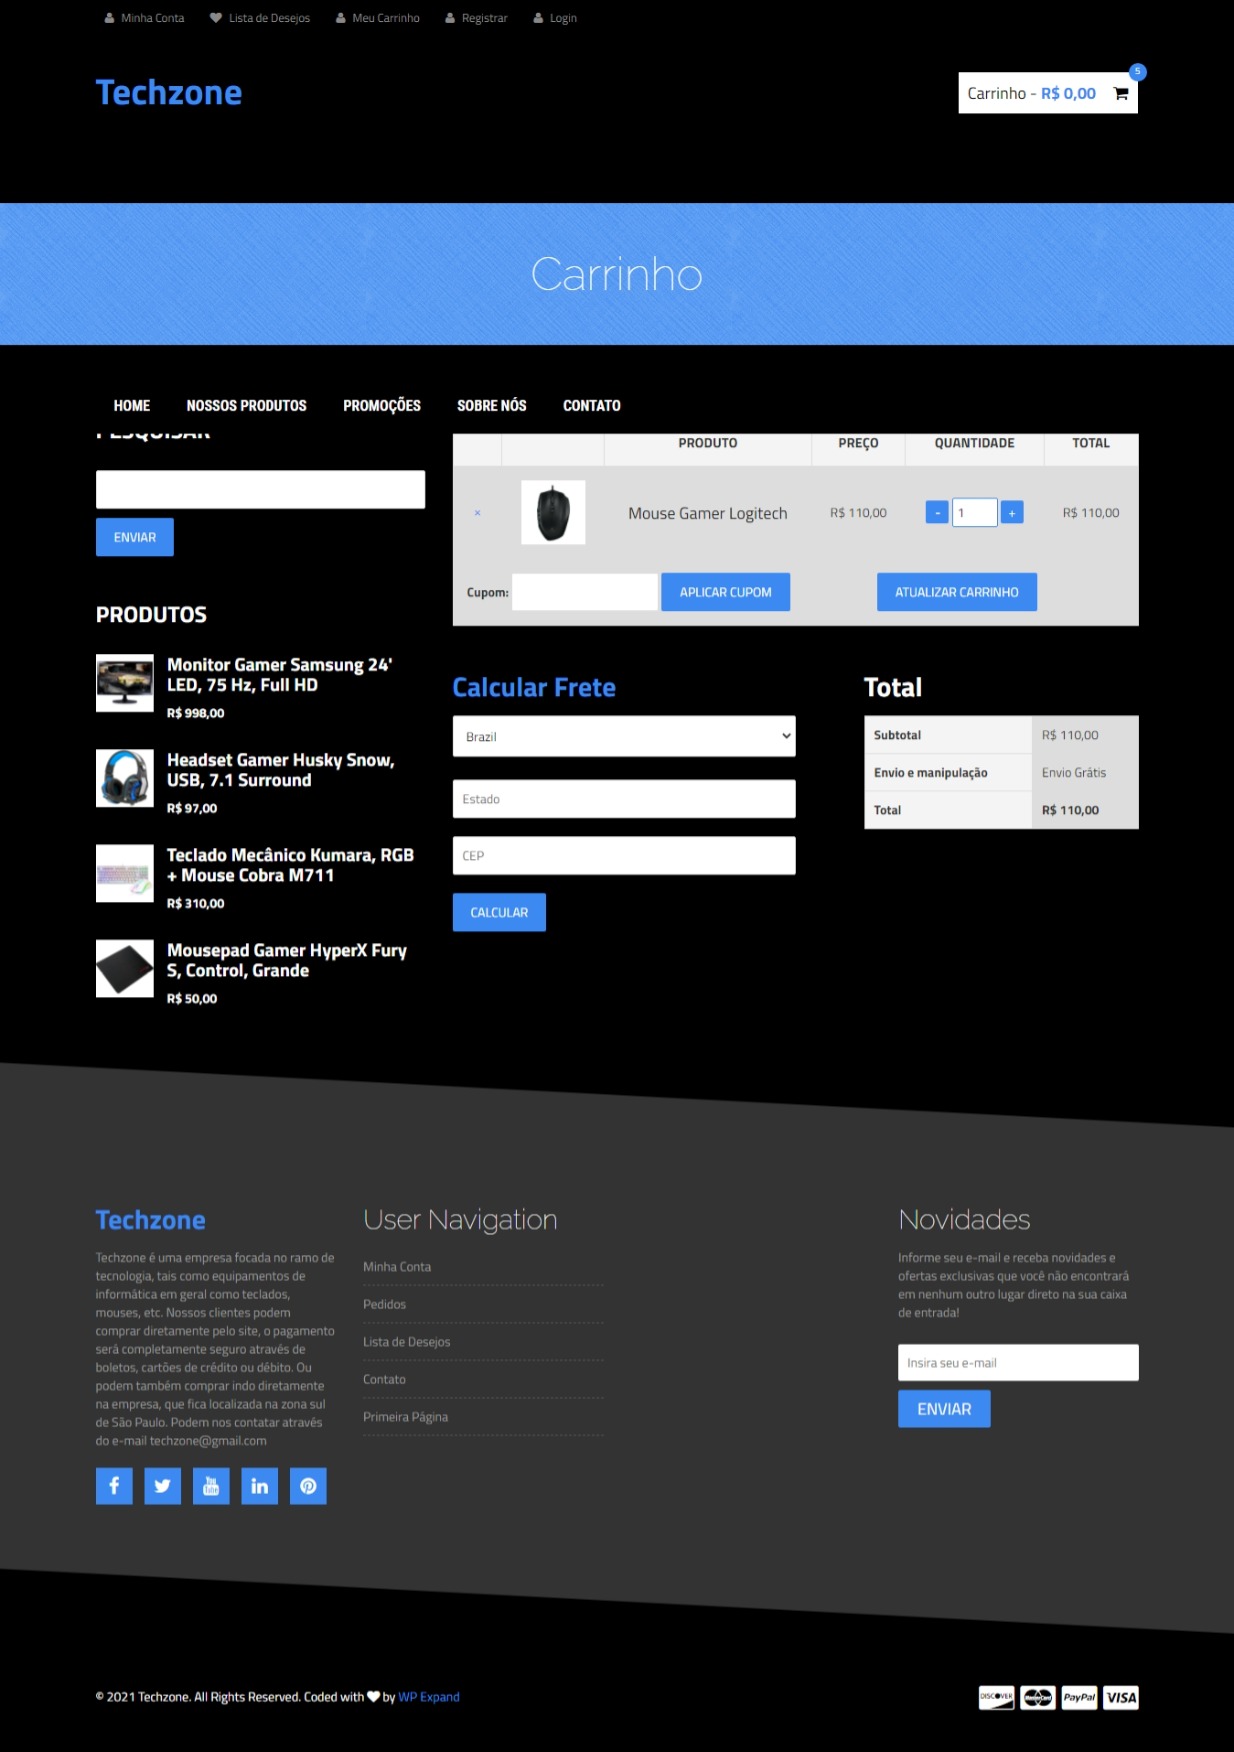 Minha Conta Lista de Desejos Meu Carrinho Registrar Login
Techzone
Carrinho - R$ 0,00
5
Carrinho
HOME NOSSOS PRODUTOS PROMOÇÕES SOBRE NÓS CONTATO
PESQUISAR
ENVIAR
PRODUTOS
Monitor Gamer Samsung 24'
LED, 75 Hz, Full HD
R$ 998,00
Headset Gamer Husky Snow,
USB, 7.1 Surround
R$ 97,00
Teclado Mecânico Kumara, RGB
+ Mouse Cobra M711
R$ 310,00
Mousepad Gamer HyperX Fury
S, Control, Grande
R$ 50,00
PRODUTO PREÇO QUANTIDADE TOTAL
× Mouse Gamer Logitech R$ 110,00 - 1 + R$ 110,00
Cupom: APLICAR CUPOM ATUALIZAR CARRINHO
Calcular Frete
Brazil
Estado
CEP
CALCULAR
Total
Subtotal R$ 110,00
Envio e manipulação Envio Grátis
Total R$ 110,00
Techzone
Techzone é uma empresa focada no ramo de
tecnologia, tais como equipamentos de
informática em geral como teclados,
mouses, etc. Nossos clientes podem
comprar diretamente pelo site, o pagamento
será completamente seguro através de
boletos, cartões de crédito ou débito. Ou
podem também comprar indo diretamente
na empresa, que fica localizada na zona sul
de São Paulo. Podem nos contatar através
do e-mail techzone@gmail.com
You Tube
User Navigation
Minha Conta
Pedidos
Lista de Desejos
Contato
Primeira Página
Novidades
Informe seu e-mail e receba novidades e
ofertas exclusivas que você não encontrará
em nenhum outro lugar direto na sua caixa
de entrada!
Insira seu e-mail
ENVIAR
© 2021 Techzone. All Rights Reserved. Coded with by WP Expand
DISCOVER MasterCard PayPal VISA